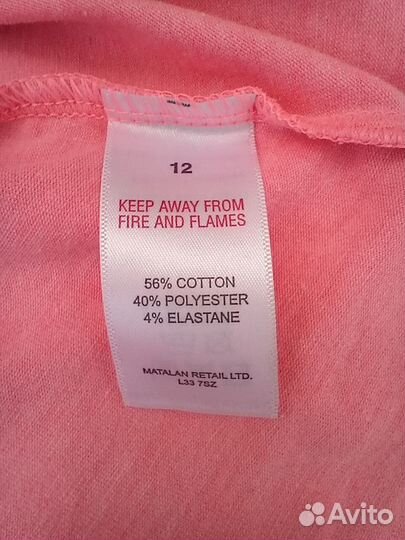 12
KEEP AWAY FROM
FIRE AND FLAMES
56% COTTON
40% POLYESTER
4% ELASTANE
MATALAN RETAIL LTD.
L33 7SZ
Avito